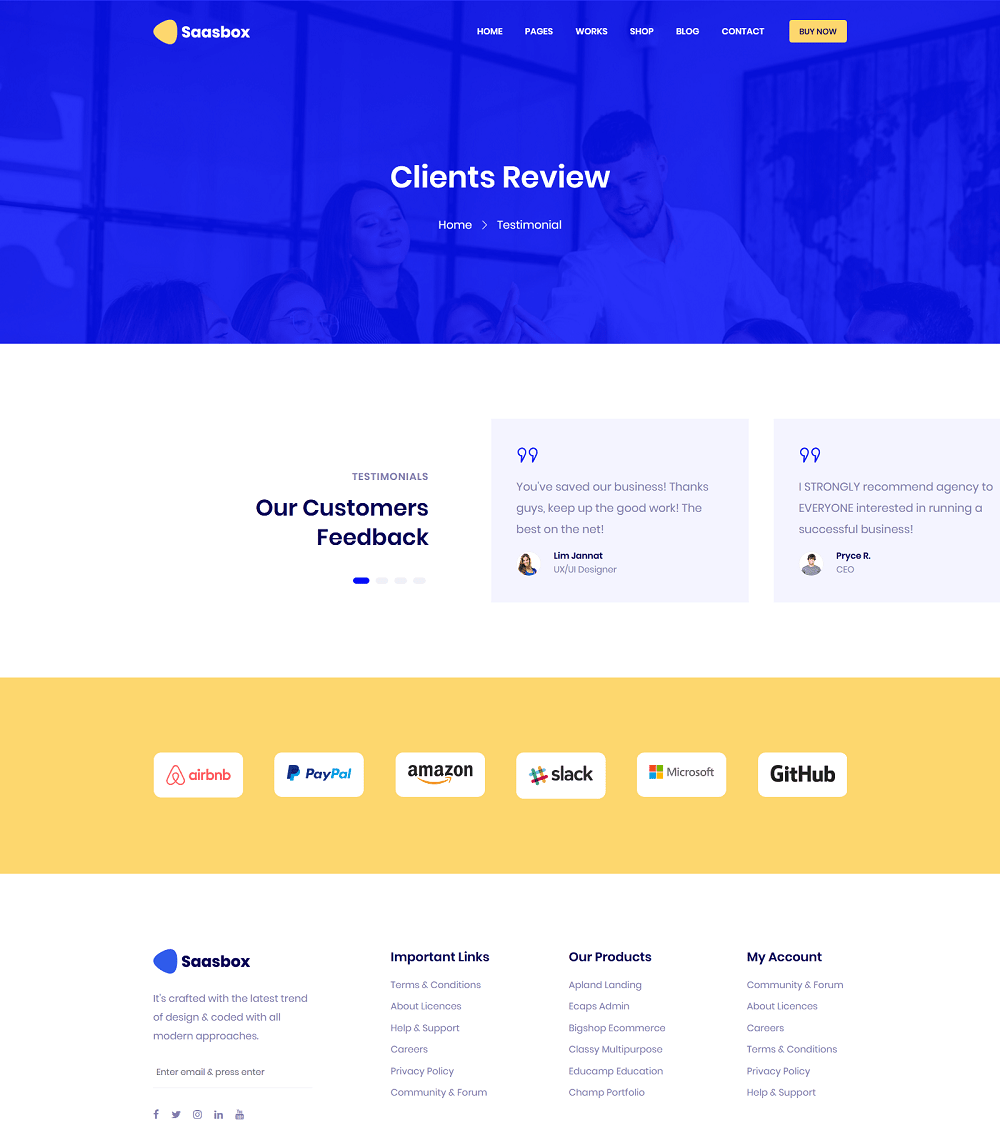 Saasbox
HOME PAGES WORKS SHOP BLOG CONTACT BUY NOW
Clients Review
Home Testimonial
TESTIMONIALS
Our Customers
Feedback
You've saved our business! Thanks
guys, keep up the good work! The
best on the net!
Lim Jannat
UX/UI Designer
I STRONGLY recommend agency to
EVERYONE interested in running a
successful business!
Pryce R.
CEO
airbnb
PayPal
amazon
slack
Microsoft
GitHub
Saasbox
It's crafted with the latest trend
of design & coded with all
modern approaches.
Enter email & press enter
Important Links
Terms & Conditions
About Licences
Help & Support
Careers
Privacy Policy
Community & Forum
Our Products
Apland Landing
Ecaps Admin
Bigshop Ecommerce
Classy Multipurpose
Educamp Education
Champ Portfolio
My Account
Community & Forum
About Licences
Careers
Terms & Conditions
Privacy Policy
Help & Support